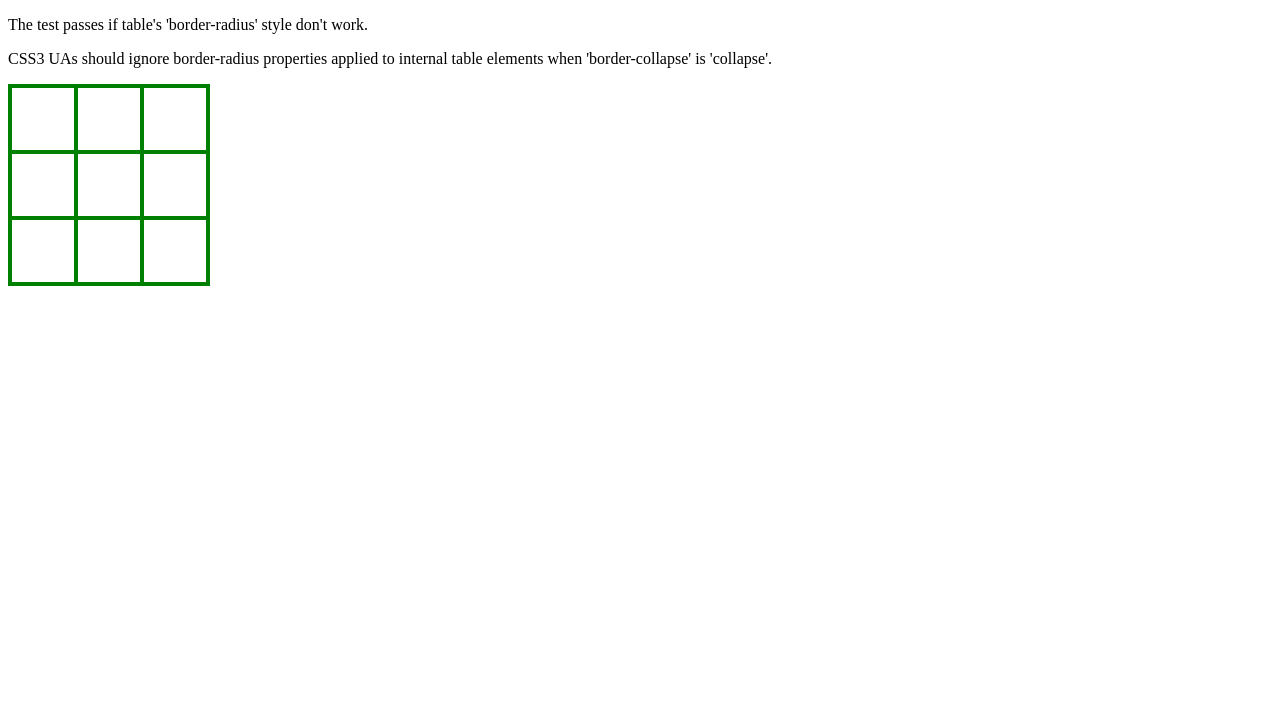 The test passes if table's 'border-radius' style don't work.
CSS3 UAs should ignore border-radius properties applied to internal table elements when 'border-collapse' is 'collapse'.